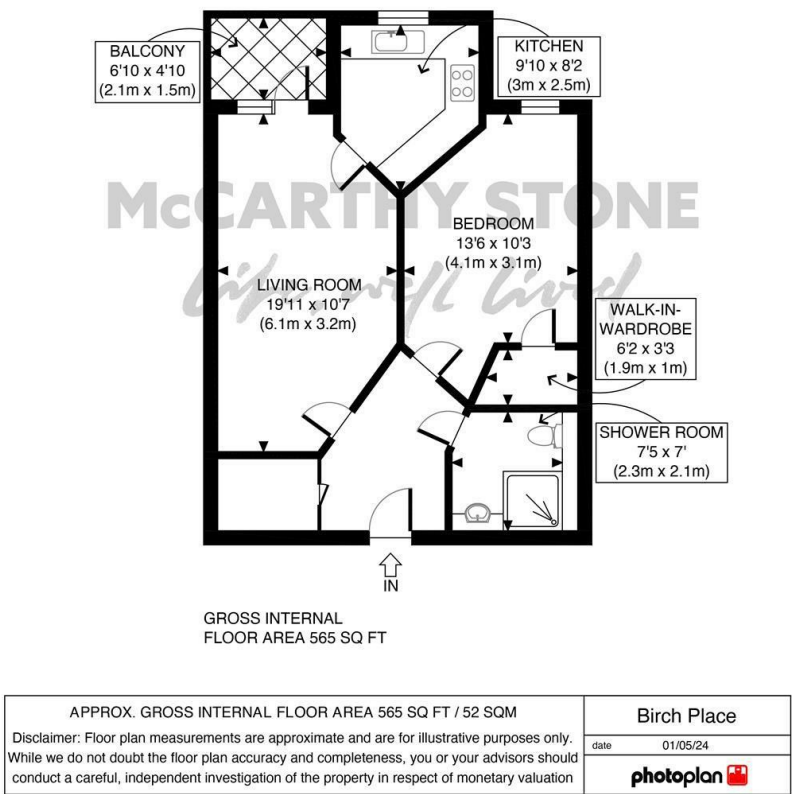 BALCONY
6'10 x 4'10
(2.1m x 1.5m)
KITCHEN
9'10 x 8'2
(3m x 2.5m)
McCARTHY STONE
Life, well lived
BEDROOM
13'6 x 10'3
(4.1m x 3.1m)
LIVING ROOM
19'11 x 10'7
(6.1m x 3.2m)
WALK-IN-
WARDROBE
6'2 x 3'3
(1.9m x 1m)
SHOWER ROOM
7'5 x 7'
(2.3m x 2.1m)
IN
GROSS INTERNAL
FLOOR AREA 565 SQ FT
APPROX. GROSS INTERNAL FLOOR AREA 565 SQ FT / 52 SQM
Disclaimer: Floor plan measurements are approximate and are for illustrative purposes only.
While we do not doubt the floor plan accuracy and completeness, you or your advisors should
conduct a careful, independent investigation of the property in respect of monetary valuation
Birch Place
date 01/05/24
photoplan